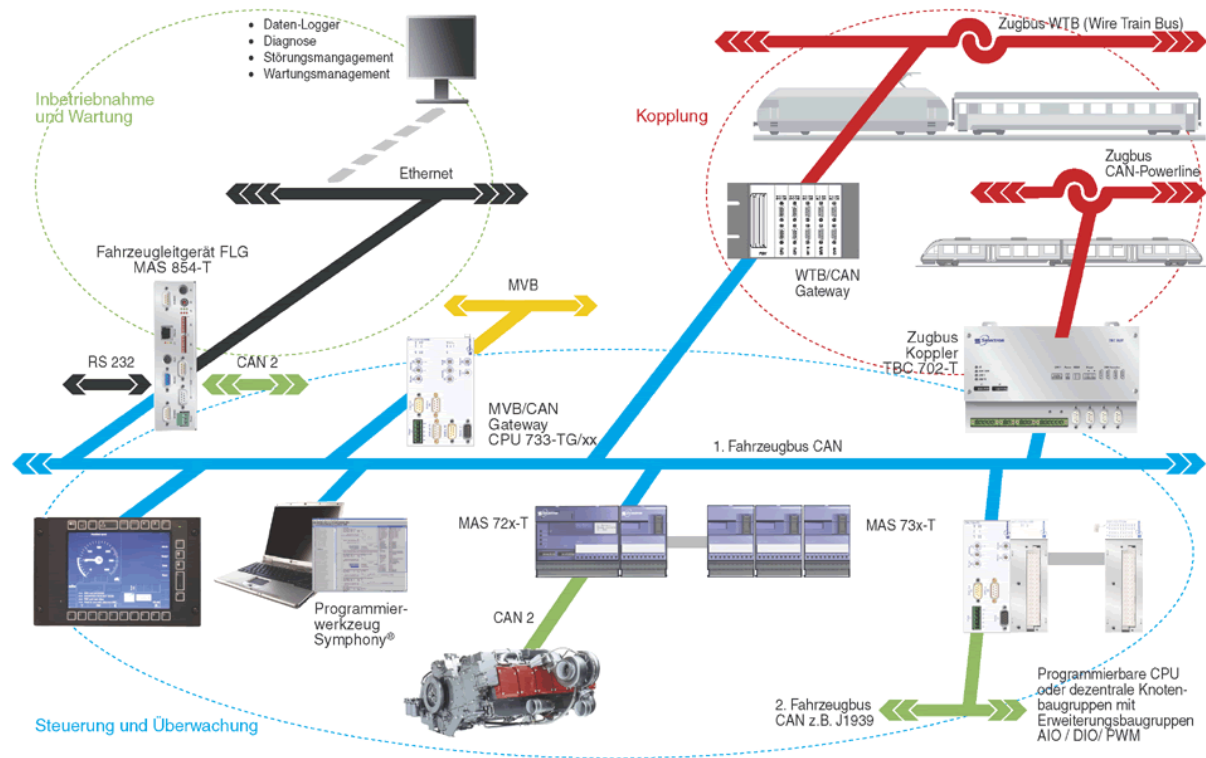 • Daten-Logger
• Diagnose
• Störungsmangagement
• Wartungsmanagement
Inbetriebnahme
und Wartung
Ethernet
Fahrzeugleitgerät FLG
MAS 854-T
RS 232
CAN 2
MVB
MVB/CAN
Gateway
CPU 733-TG/xx
Zugbus-WTB (Wire Train Bus)
Kopplung
Zugbus
CAN-Powerline
WTB/CAN
Gateway
Zugbus
Koppler
TBC 702-T
1. Fahrzeugbus CAN
MAS 72x-T
MAS 73x-T
Programmier-
werkzeug
Symphony®
CAN 2
Steuerung und Überwachung
2. Fahrzeugbus
CAN z.B. J1939
Programmierbare CPU
oder dezentrale Knoten-
baugruppen mit
Erweiterungsbaugruppen
AIO / DIO/ PWM